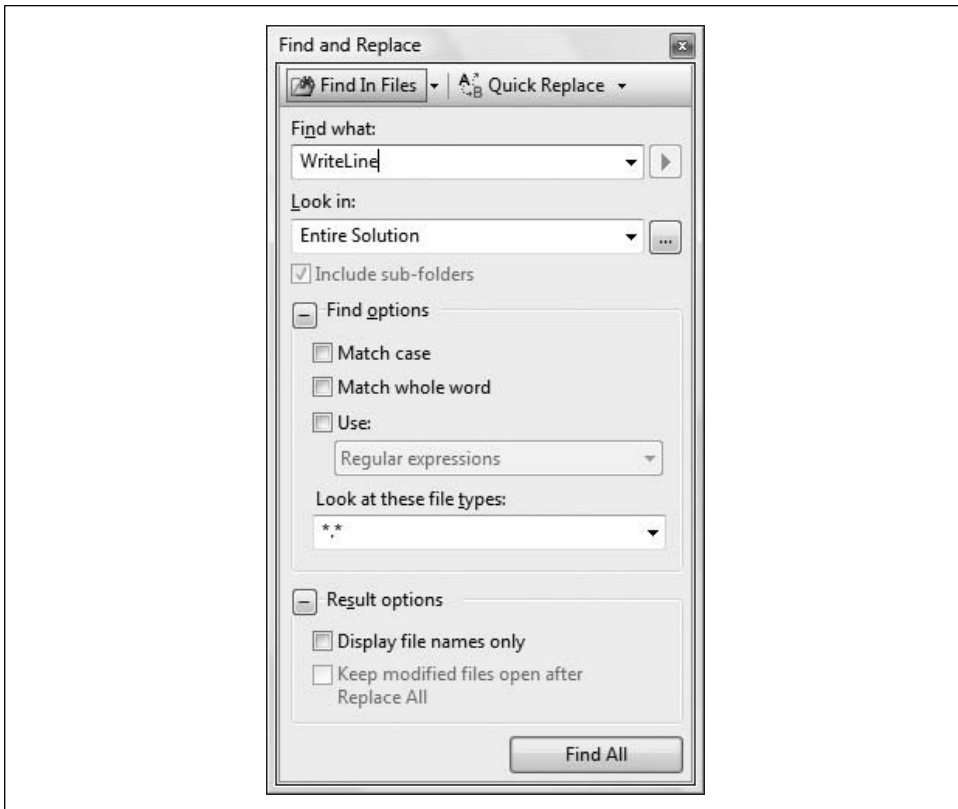 Find and Replace
Find In Files Quick Replace
Find what:
WriteLine
Look in:
Entire Solution
...
Include sub-folders
Find options
Match case
Match whole word
Use:
Regular expressions
Look at these file types:
*.*
Result options
Display file names only
Keep modified files open after
Replace All
Find All